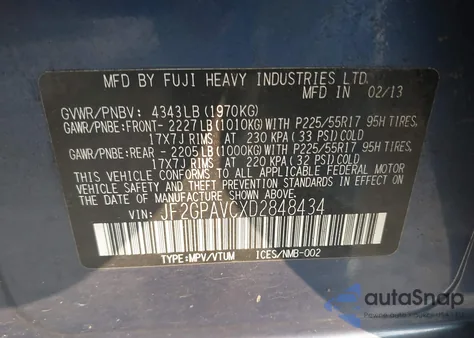 MFD BY FUJI HEAVY INDUSTRIES LTD.
MFD IN 02/13
GVWR/PNBV: 4343LB (1970KG)
GAWR/PNBE:FRONT- 2227LB (1010KG) WITH P225/55R17 95H TIRES,
17X7J RIMS AT 230 KPA (33 PSI) COLD
GAWR/PNBE:REAR - 2205LB (1000KG) WITH P225/55R17 95H TIRES,
17X7J RIMS AT 220 KPA (32 PSI) COLD
THIS VEHICLE CONFORMS TO ALL APPLICABLE
FEDERAL MOTOR VEHICLE SAFETY STANDARDS
IN EFFECT ON THE DATE OF MANUFACTURE
SHOWN ABOVE.
VIN : JF2GPAVCXD2848434
TYPE:MPV/VTUM ICES/NMB-002
autoSnap